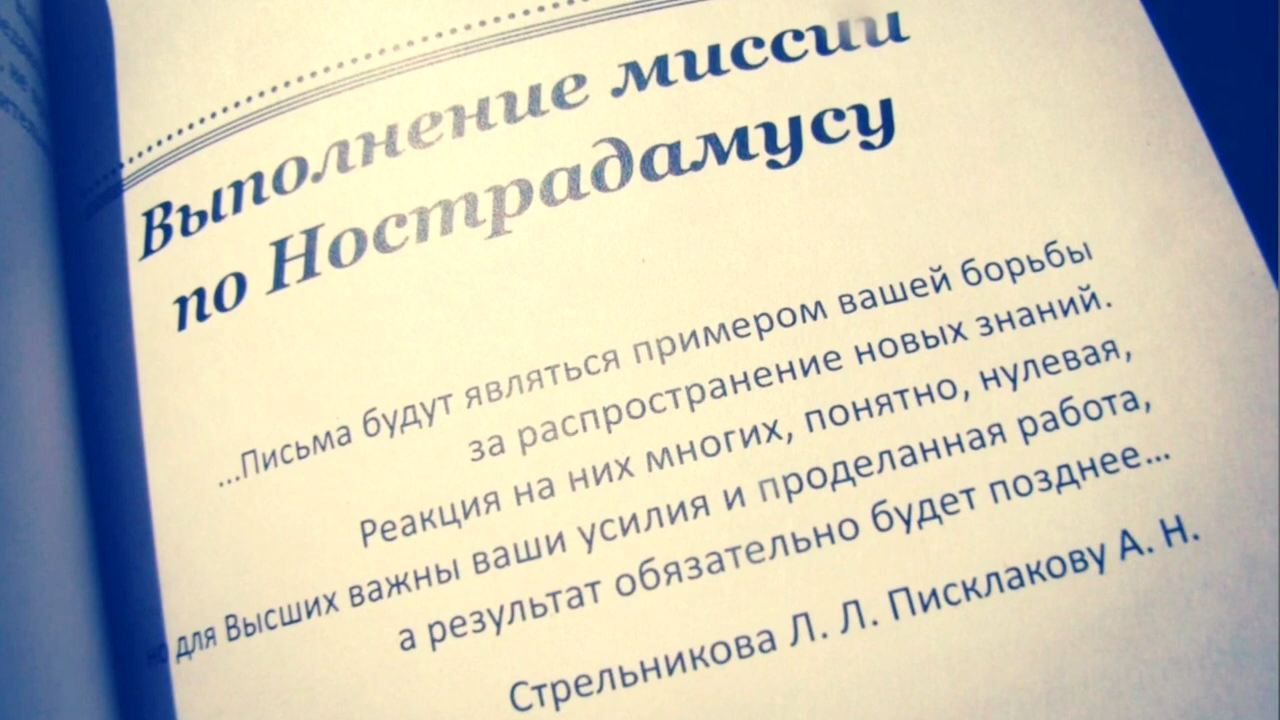 Выполнение миссии
по Нострадамусу
...Письма будут являться примером вашей борьбы
за распространение новых знаний.
Реакция на них многих, понятно, нулевая,
но для Высших важны ваши усилия и проделанная работа,
а результат обязательно будет позднее...
Стрельникова Л. Л. Писклакову А. Н.